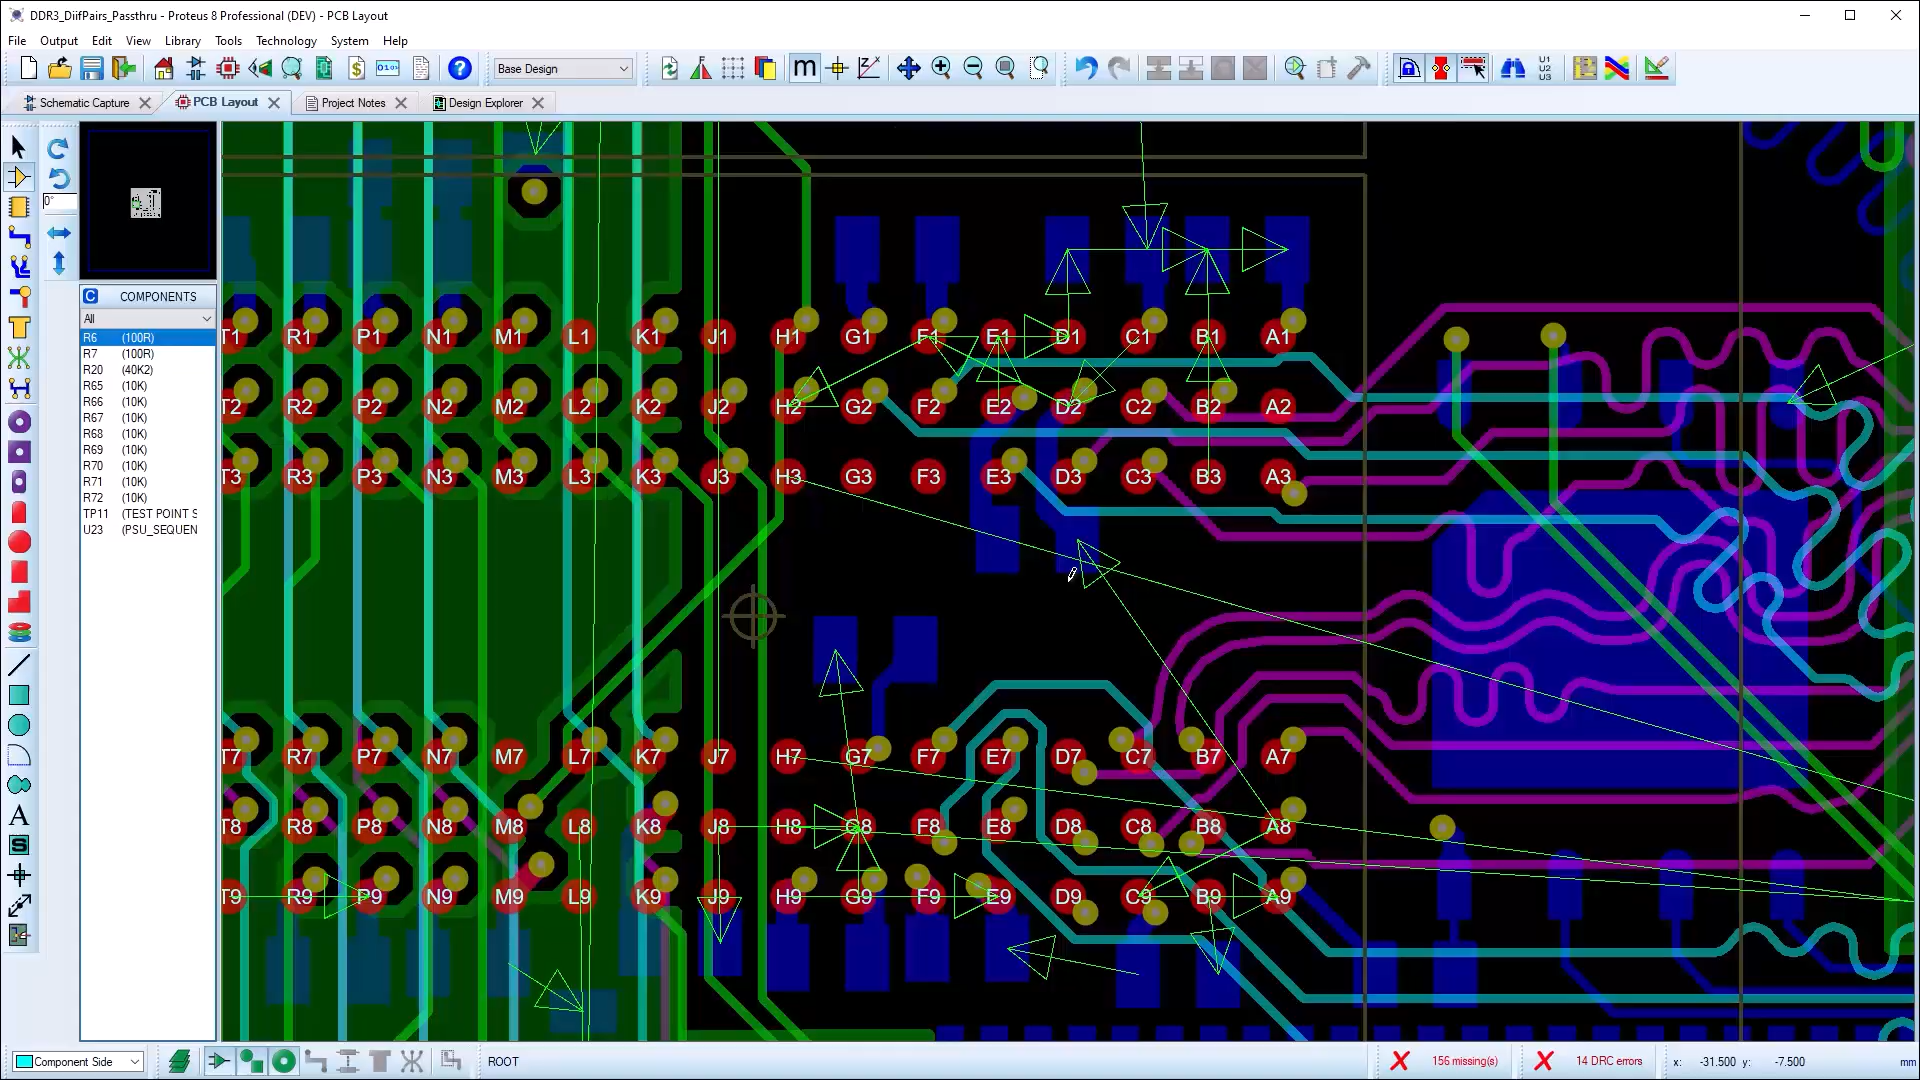 DDR3_DiifPairs_Passthru - Proteus 8 Professional (DEV) - PCB Layout
File Output Edit View Library Tools Technology System Help
Base Design
m
U1
U2
U3
Schematic Capture
PCB Layout
Project Notes
Design Explorer
0°
C COMPONENTS
All
R6 (100R)
R7 (100R)
R20 (40K2)
R65 (10K)
R66 (10K)
R67 (10K)
R68 (10K)
R69 (10K)
R70 (10K)
R71 (10K)
R72 (10K)
TP11 (TEST POINT S
U23 (PSU_SEQUEN
A
S
T1 R1 P1 N1 M1 L1 K1 J1 H1 G1 F1 E1 D1 C1 B1 A1
T2 R2 P2 N2 M2 L2 K2 J2 H2 G2 F2 E2 D2 C2 B2 A2
T3 R3 P3 N3 M3 L3 K3 J3 H3 G3 F3 E3 D3 C3 B3 A3
T7 R7 P7 N7 M7 L7 K7 J7 H7 G7 F7 E7 D7 C7 B7 A7
T8 R8 P8 N8 M8 L8 K8 J8 H8 G8 F8 E8 D8 C8 B8 A8
T9 R9 P9 N9 M9 L9 K9 J9 H9 G9 F9 E9 D9 C9 B9 A9
Component Side
ROOT
156 missing(s)
14 DRC errors
x: -31.500 y: -7.500 mm